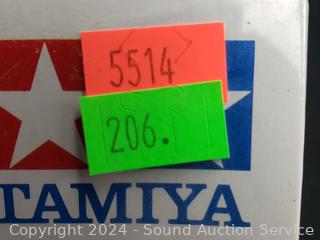 5514
206.
TAMIYA
Copyright 2024 - Sound Auction Service